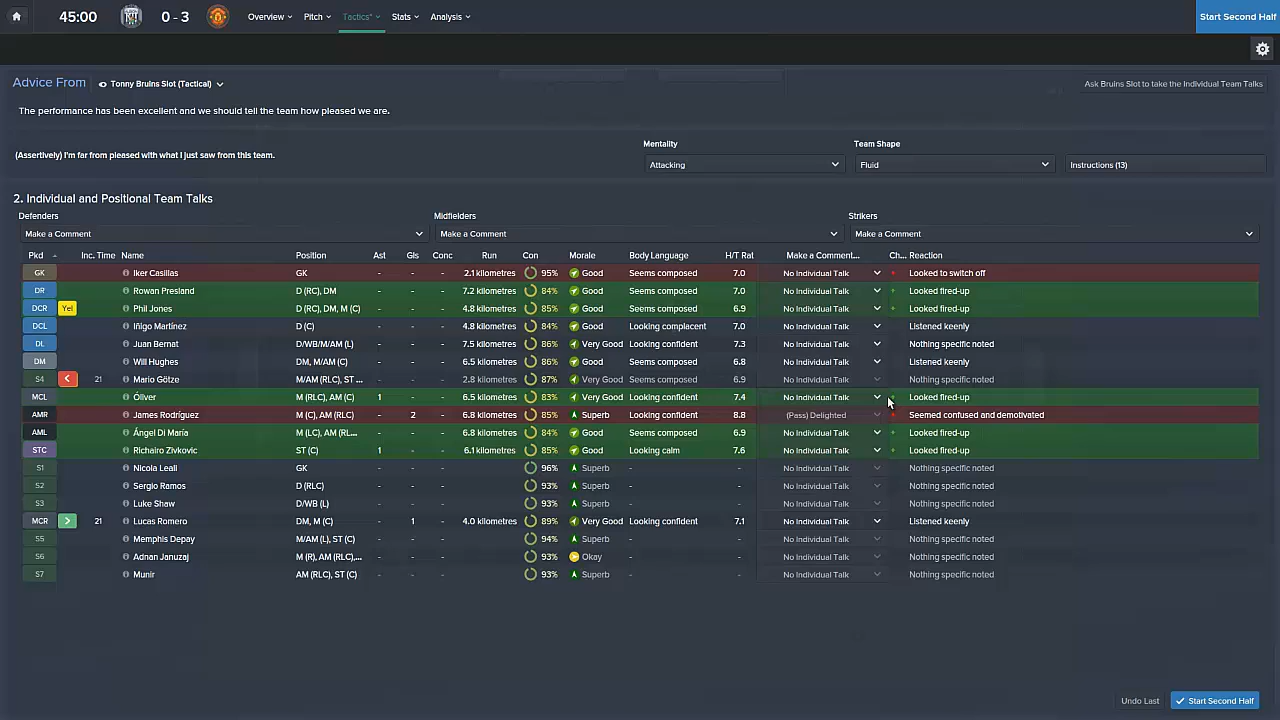 45:00 0 - 3 Overview Pitch Tactics* Stats Analysis Start Second Half
Advice From Tonny Bruins Slot (Tactical) Ask Bruins Slot to take the Individual Team Talks
The performance has been excellent and we should tell the team how pleased we are.
Mentality Team Shape
(Assertively) I'm far from pleased with what I just saw from this team. Attacking Fluid Instructions (13)
2. Individual and Positional Team Talks
Defenders Midfielders Strikers
Make a Comment Make a Comment Make a Comment
Pkd Inc. Time Name Position Ast Gls Conc Run Con Morale Body Language H/T Rat Make a Comment... Ch... Reaction
GK Iker Casillas GK - - - 2.1 kilometres 95% Good Seems composed 7.0 No Individual Talk Looked to switch off
DR Rowan Presland D (RC), DM - - - 7.2 kilometres 84% Good Seems composed 7.0 No Individual Talk Looked fired-up
DCR Yel Phil Jones D (RC), DM, M (C) - - - 4.8 kilometres 85% Good Seems composed 6.9 No Individual Talk Looked fired-up
DCL Iñigo Martínez D (C) - - - 4.8 kilometres 86% Good Looking complacent 7.0 No Individual Talk Listened keenly
DL Juan Bernat D/WB/M/AM (L) - - - 7.5 kilometres 86% Very Good Looking confident 7.3 No Individual Talk Nothing specific noted
DM Will Hughes DM, M/AM (C) - - - 6.5 kilometres 86% Good Seems composed 6.8 No Individual Talk Listened keenly
S4 21 Mario Götze M/AM (RLC), ST ... - - - 2.8 kilometres 87% Very Good Seems composed 6.9 No Individual Talk Nothing specific noted
MCL Óliver M (RLC), AM (C) 1 - - 6.5 kilometres 83% Very Good Looking confident 7.4 No Individual Talk Looked fired-up
AMR James Rodríguez M (C), AM (RLC) - 2 - 6.8 kilometres 85% Superb Looking confident 8.8 (Pass) Delighted Seemed confused and demotivated
AML Ángel Di María M (LC), AM (RL... - - - 6.8 kilometres 84% Good Seems composed 6.9 No Individual Talk Looked fired-up
STC Richairo Zivkovic ST (C) 1 - - 6.1 kilometres 85% Good Looking calm 7.6 No Individual Talk Looked fired-up
S1 Nicola Leali GK - - - 96% Superb - - No Individual Talk Nothing specific noted
S2 Sergio Ramos D (RLC) - - - 93% Superb - - No Individual Talk Nothing specific noted
S3 Luke Shaw D/WB (L) - - - 93% Superb - - No Individual Talk Nothing specific noted
MCR 21 Lucas Romero DM, M (C) - 1 - 4.0 kilometres 89% Very Good Looking confident 7.1 No Individual Talk Listened keenly
S5 Memphis Depay M/AM (L), ST (C) - - - 94% Superb - - No Individual Talk Nothing specific noted
S6 Adnan Januzaj M (R), AM (RLC),... - - - 93% Okay - - No Individual Talk Nothing specific noted
S7 Munir AM (RLC), ST (C) - - - 93% Superb - - No Individual Talk Nothing specific noted
Undo Last Start Second Half